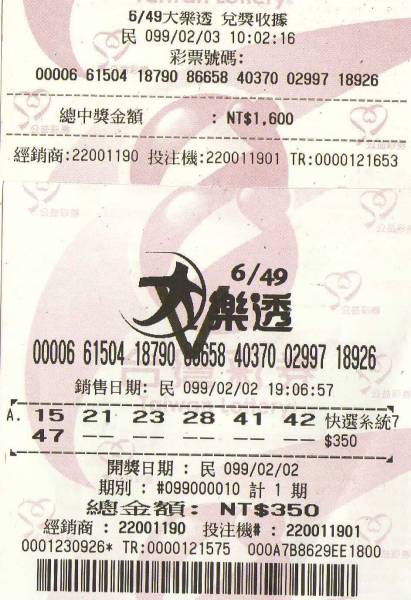 6/49大樂透 兌獎收據
民 099/02/03 10:02:16
彩票號碼:
00006 61504 18790 86658 40370 02997 18926
總中獎金額 : NT$1,600
經銷商:22001190 投注機:220011901 TR:0000121653
6/49
大樂透
00006 61504 18790 86658 40370 02997 18926
銷售日期: 民 099/02/02 19:06:57
A. 15 21 23 28 41 42 快選系統7
47 -- -- -- -- -- $350
開獎日期 : 民 099/02/02
期別 : #099000010 計 1 期
總金額: NT$350
經銷商 : 22001190 投注機# : 220011901
0001230926* TR:0000121575 000A7B8629EE1800